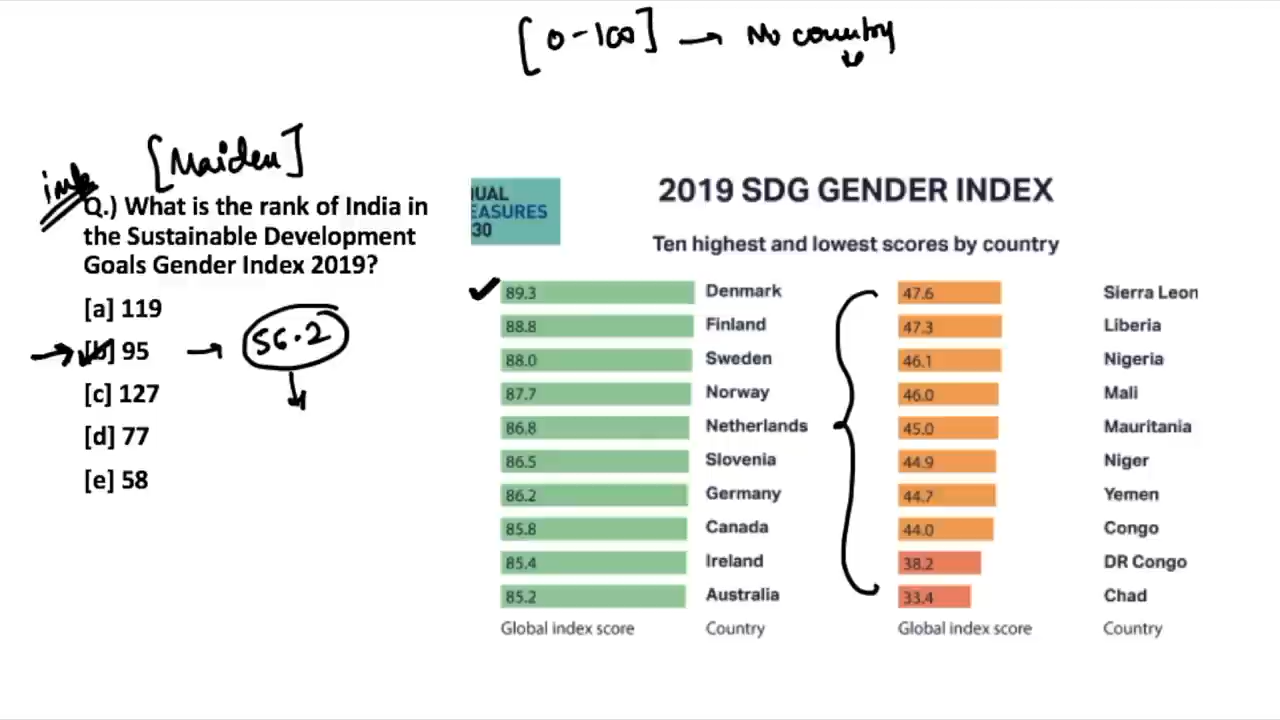 [0-100] → No country
[Maiden]
imp
Q.) What is the rank of India in
the Sustainable Development
Goals Gender Index 2019?
[a] 119
[b] 95 → 56.2
[c] 127
[d] 77
[e] 58
QUAL
EASURES
30
2019 SDG GENDER INDEX
Ten highest and lowest scores by country
89.3 Denmark 47.6 Sierra Leon
88.8 Finland 47.3 Liberia
88.0 Sweden 46.1 Nigeria
87.7 Norway 46.0 Mali
86.8 Netherlands 45.0 Mauritania
86.5 Slovenia 44.9 Niger
86.2 Germany 44.7 Yemen
85.8 Canada 44.0 Congo
85.4 Ireland 38.2 DR Congo
85.2 Australia 33.4 Chad
Global index score Country Global index score Country